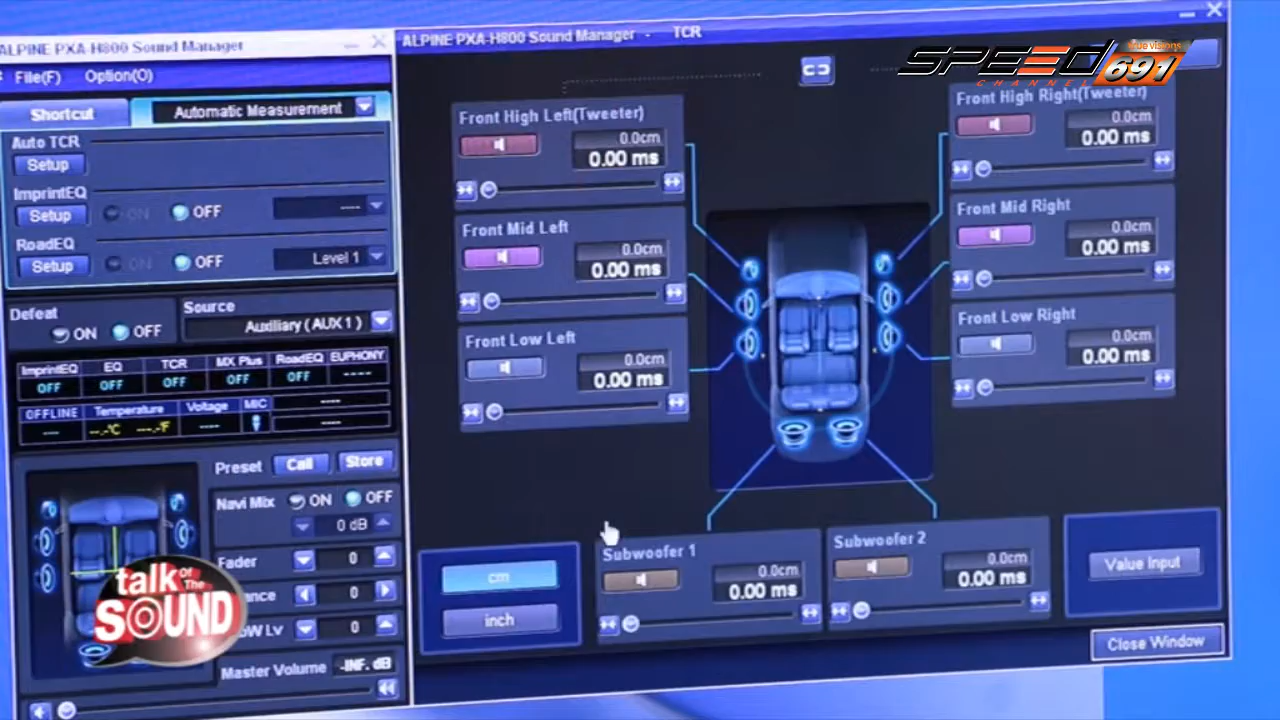 ALPINE PXA-H800 Sound Manager
File(F) Option(O)
Shortcut
Automatic Measurement
Auto TCR
Setup
ImprintEQ
Setup ON OFF ----
RoadEQ
Setup ON OFF Level 1
Defeat
ON OFF
Source
Auxiliary ( AUX 1 )
ImprintEQ EQ TCR MX Plus RoadEQ EUPHONY
OFF OFF OFF OFF OFF ----
OFFLINE Temperature Voltage MIC ----
--- --.-℃ ---.-℉ ---- ----
Preset Call Store
Navi Mix ON OFF
0 dB
Fader 0
ance 0
W Lv 0
Master Volume -INF. dB
talk Of The
SOUND
ALPINE PXA-H800 Sound Manager - TCR
SPEED
CHANNEL
true visions
691
Front High Left(Tweeter)
0.0cm
0.00 ms
Front Mid Left
0.0cm
0.00 ms
Front Low Left
0.0cm
0.00 ms
Front High Right(Tweeter)
0.0cm
0.00 ms
Front Mid Right
0.0cm
0.00 ms
Front Low Right
0.0cm
0.00 ms
cm
inch
Subwoofer 1
0.0cm
0.00 ms
Subwoofer 2
0.0cm
0.00 ms
Value Input
Close Window